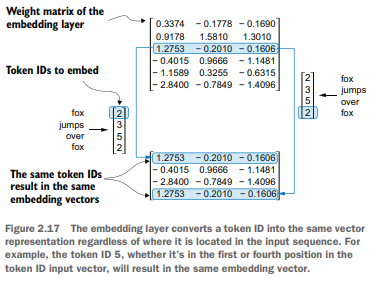 Weight matrix of the
embedding layer
0.3374 - 0.1778 - 0.1690
0.9178 1.5810 1.3010
1.2753 - 0.2010 - 0.1606
- 0.4015 0.9666 - 1.1481
- 1.1589 0.3255 - 0.6315
- 2.8400 - 0.7849 - 1.4096
Token IDs to embed
fox 2
jumps 3
over 5
fox 2
2 fox
3 jumps
5 over
2 fox
The same token IDs
result in the same
embedding vectors
1.2753 - 0.2010 - 0.1606
- 0.4015 0.9666 - 1.1481
- 2.8400 - 0.7849 - 1.4096
1.2753 - 0.2010 - 0.1606
Figure 2.17 The embedding layer converts a token ID into the same vector
representation regardless of where it is located in the input sequence. For
example, the token ID 5, whether it's in the first or fourth position in the
token ID input vector, will result in the same embedding vector.